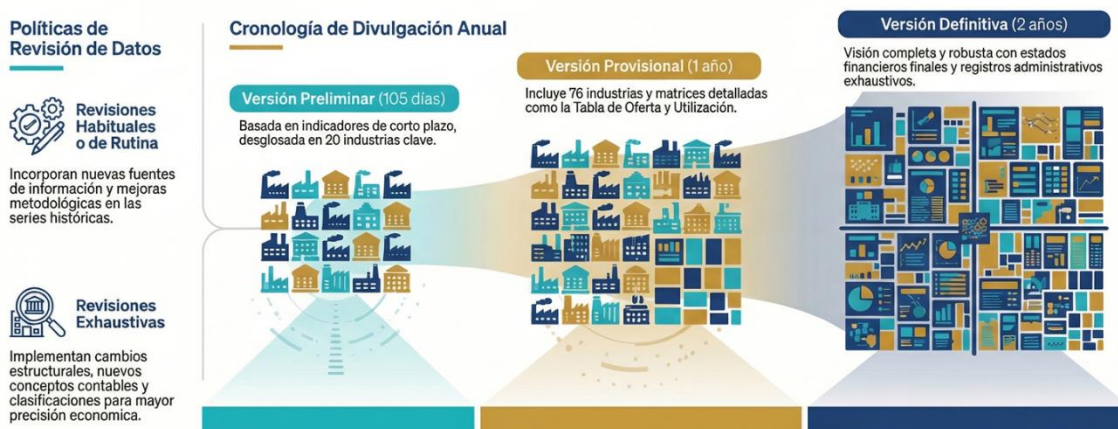 Políticas de
Revisión de Datos
Revisiones
Habituales
o de Rutina
Incorporan nuevas fuentes
de información y mejoras
metodológicas en las
series históricas.
Revisiones
Exhaustivas
Implementan cambios
estructurales, nuevos
conceptos contables y
clasificaciones para mayor
precisión económica.
Cronología de Divulgación Anual
Versión Preliminar (105 días)
Basada en indicadores de corto plazo,
desglosada en 20 industrias clave.
Versión Provisional (1 año)
Incluye 76 industrias y matrices detalladas
como la Tabla de Oferta y Utilización.
Versión Definitiva (2 años)
Visión complets y robusta con estados
financieros finales y registros administrativos
exhaustivos.